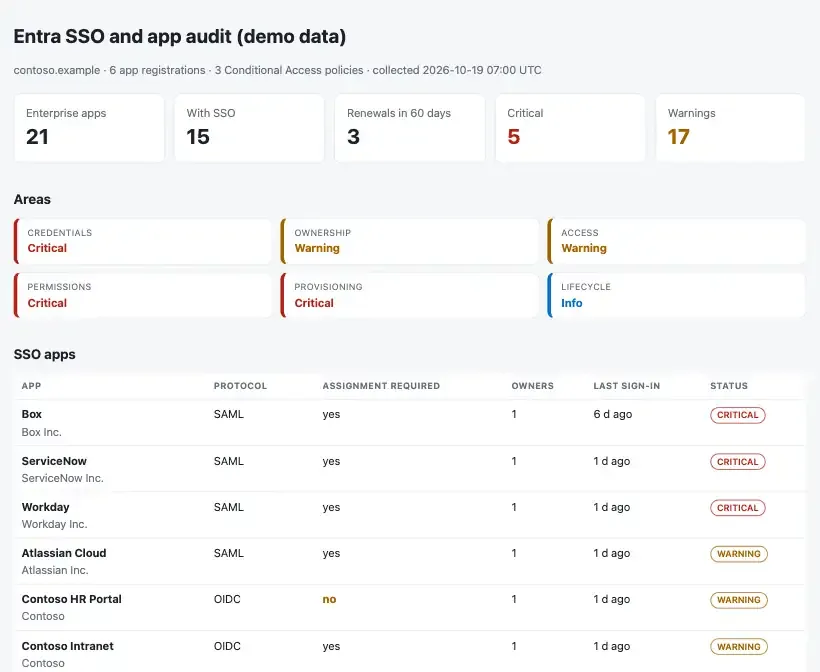 Entra SSO and app audit (demo data)
contoso.example · 6 app registrations · 3 Conditional Access policies · collected 2026-10-19 07:00 UTC
Enterprise apps With SSO Renewals in 60 days Critical Warnings
21 15 3 5 17
Areas
CREDENTIALS OWNERSHIP ACCESS
Critical Warning Warning
PERMISSIONS PROVISIONING LIFECYCLE
Critical Critical Info
SSO apps
APP PROTOCOL ASSIGNMENT REQUIRED OWNERS LAST SIGN-IN STATUS
Box SAML yes 1 6 d ago CRITICAL
Box Inc.
ServiceNow SAML yes 1 1 d ago CRITICAL
ServiceNow Inc.
Workday SAML yes 1 1 d ago CRITICAL
Workday Inc.
Atlassian Cloud SAML yes 1 1 d ago WARNING
Atlassian Inc.
Contoso HR Portal OIDC no 1 1 d ago WARNING
Contoso
Contoso Intranet OIDC yes 1 1 d ago WARNING
Contoso